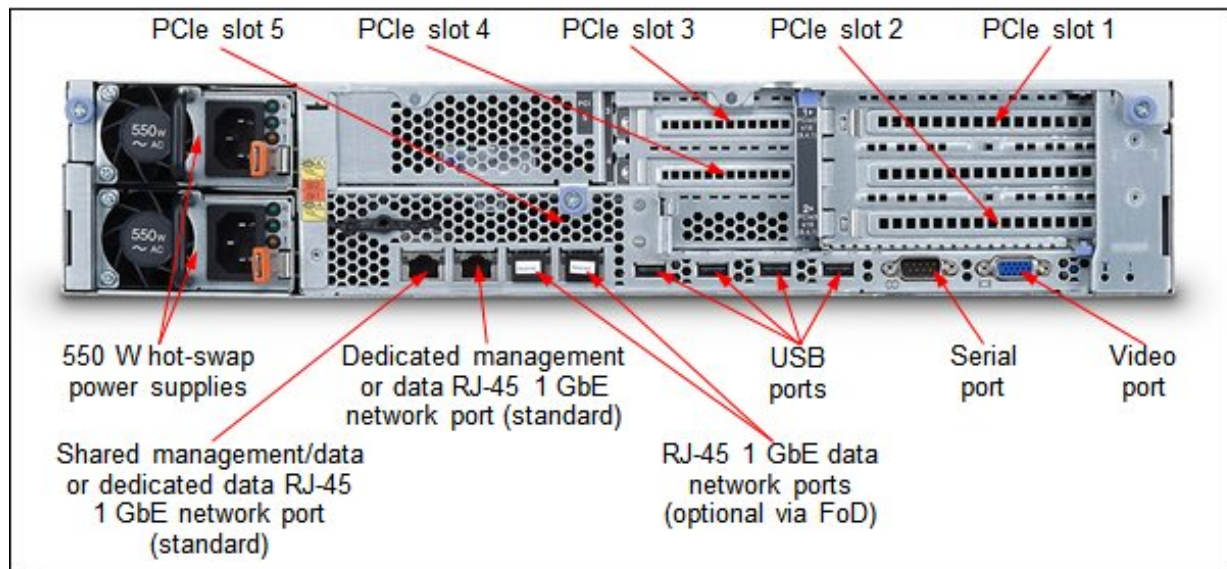 PCIe slot 5
PCIe slot 4
PCIe slot 3
PCIe slot 2
PCIe slot 1
550W
~ AC
550W
~ AC
550 W hot-swap
power supplies
Dedicated management
or data RJ-45 1 GbE
network port (standard)
USB
ports
Serial
port
Video
port
Shared management/data
or dedicated data RJ-45
1 GbE network port
(standard)
RJ-45 1 GbE data
network ports
(optional via FoD)